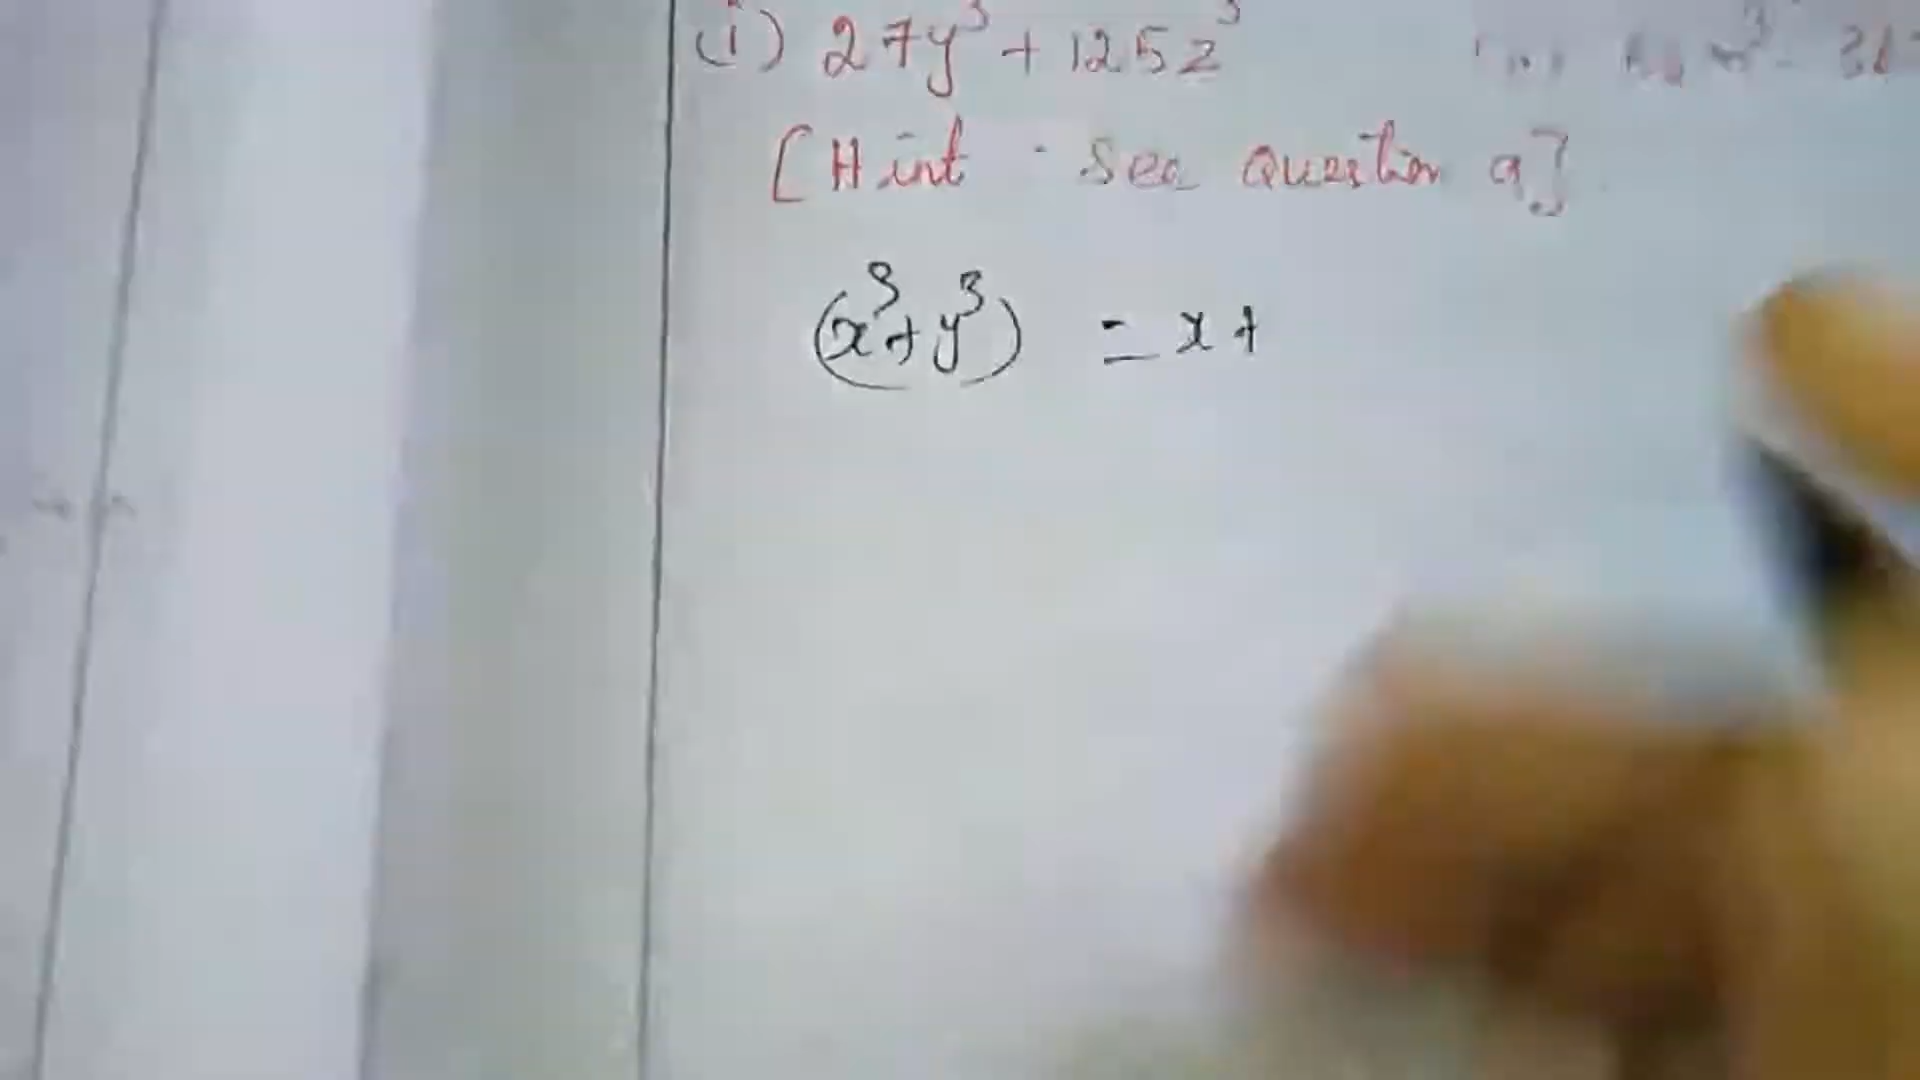 (i) 27y³ + 125z³
[Hint : See Question 9]
(x³+y³) = x+